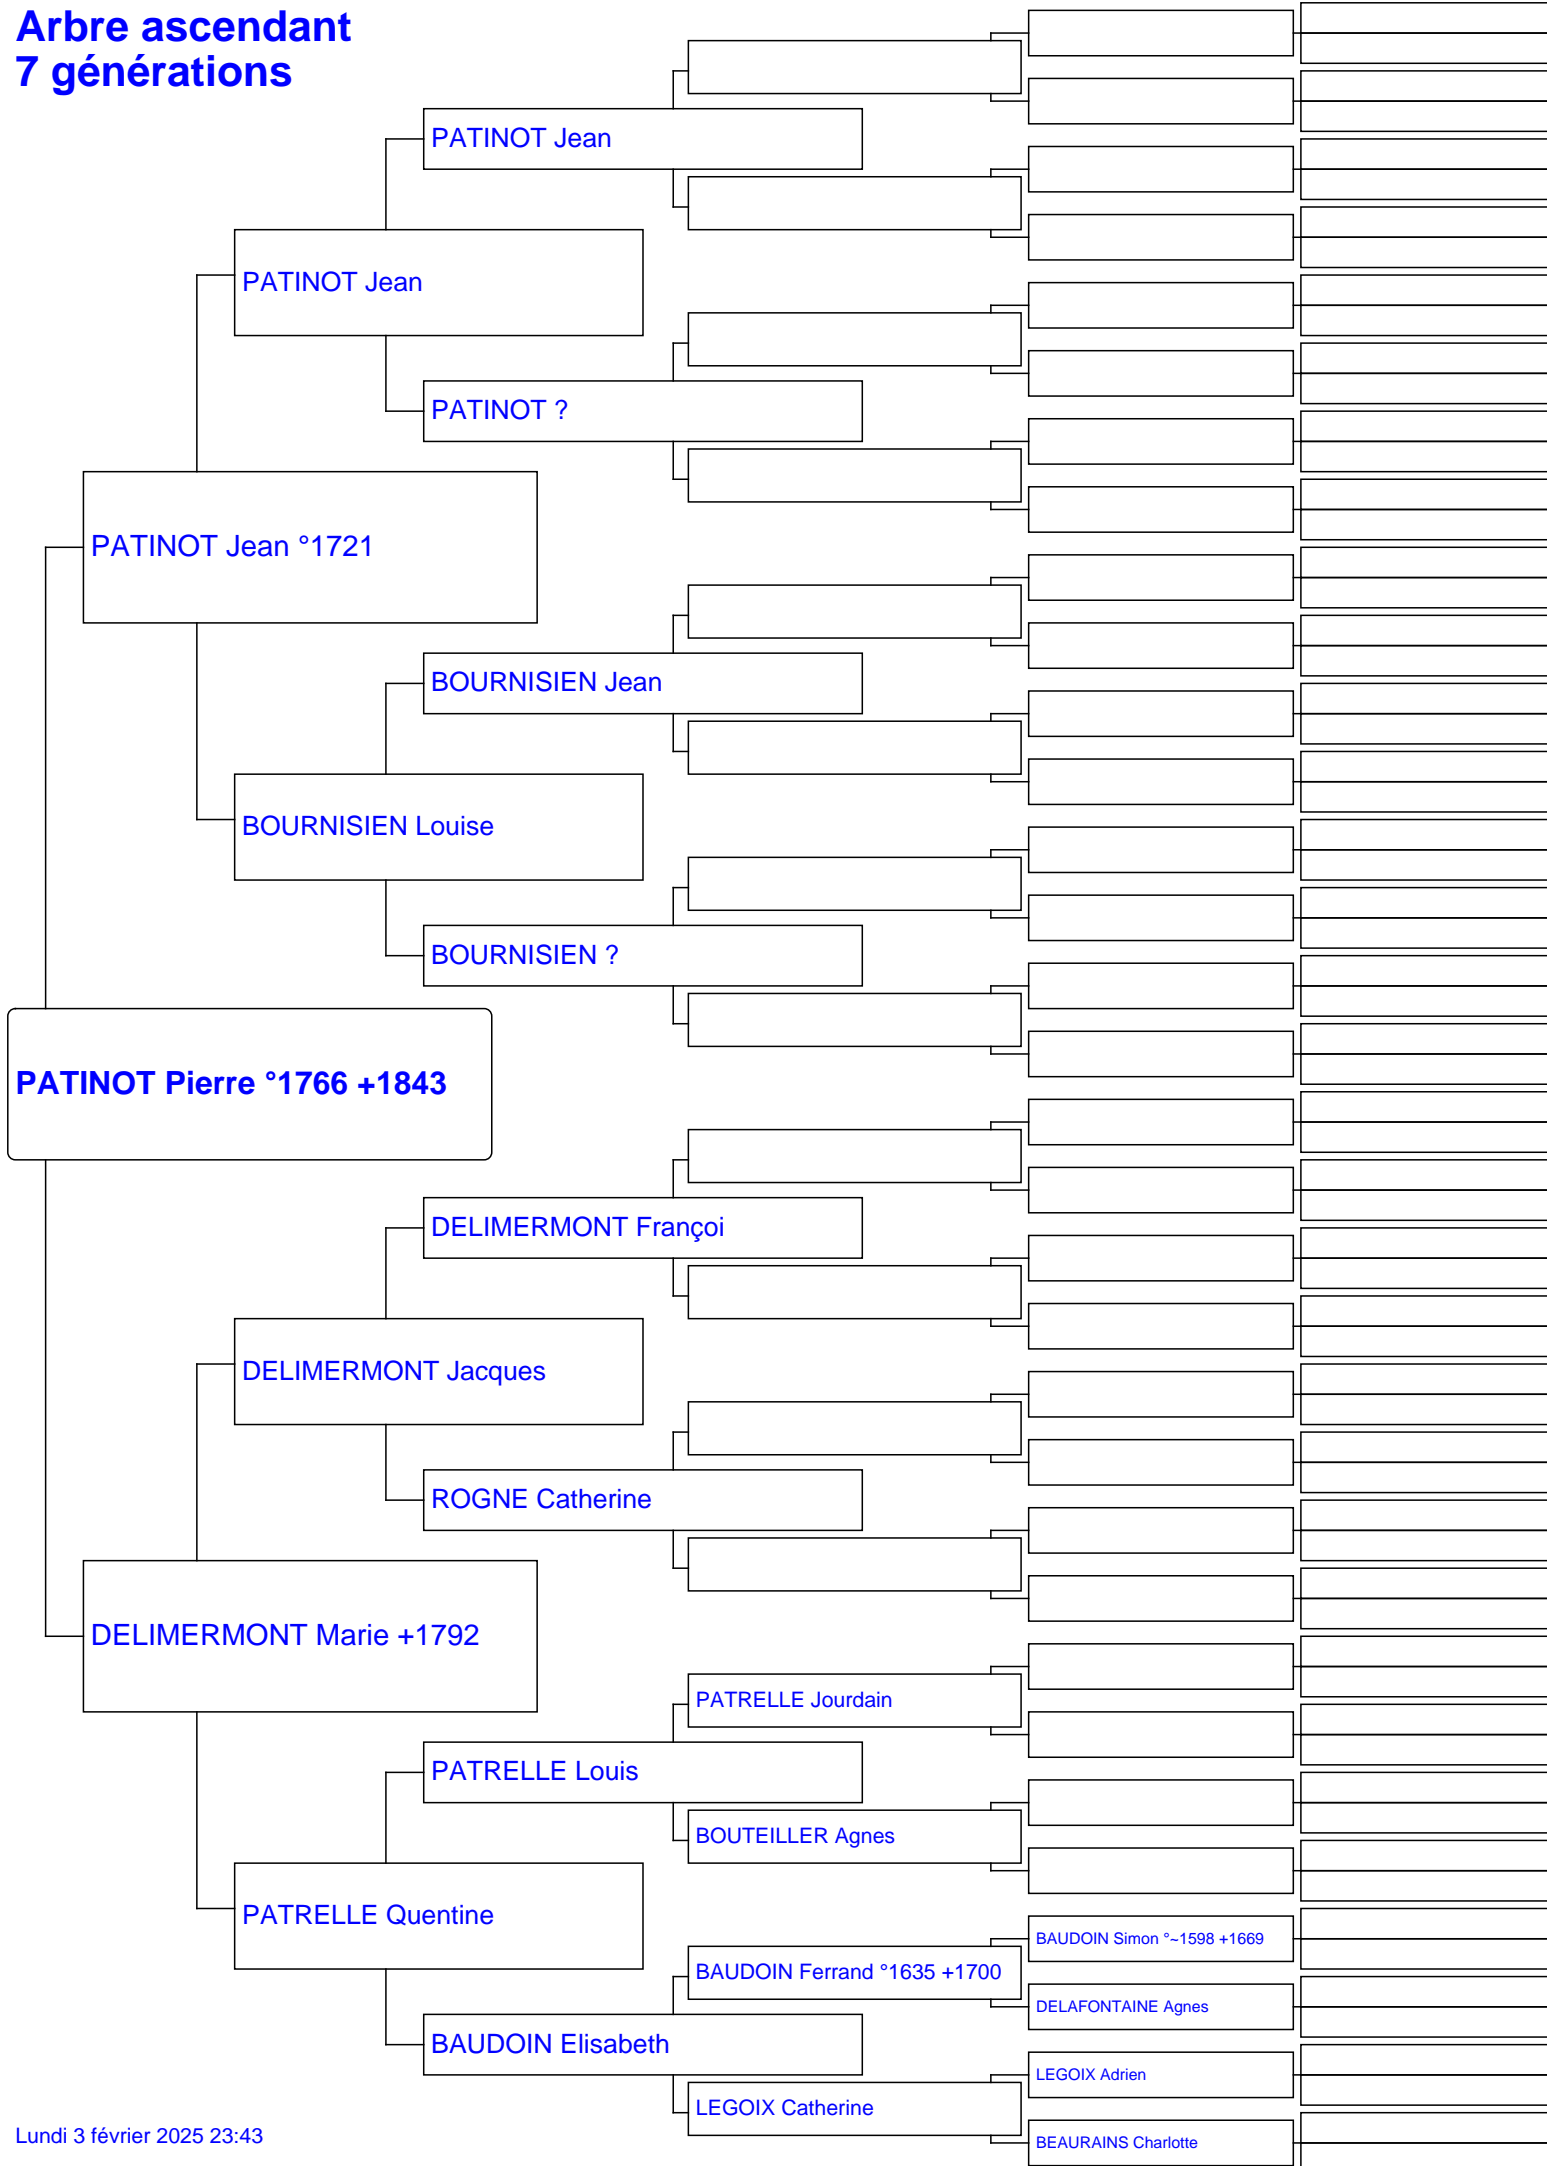 Arbre ascendant
7 générations
PATINOT Jean
PATINOT Jean
PATINOT ?
PATINOT Jean °1721
BOURNISIEN Jean
BOURNISIEN Louise
BOURNISIEN ?
PATINOT Pierre °1766 +1843
DELIMERMONT Françoi
DELIMERMONT Jacques
ROGNE Catherine
DELIMERMONT Marie +1792
PATRELLE Jourdain
PATRELLE Louis
BOUTEILLER Agnes
PATRELLE Quentine
BAUDOIN Simon °~1598 +1669
BAUDOIN Ferrand °1635 +1700
DELAFONTAINE Agnes
BAUDOIN Elisabeth
LEGOIX Adrien
LEGOIX Catherine
BEAURAINS Charlotte
Lundi 3 février 2025 23:43